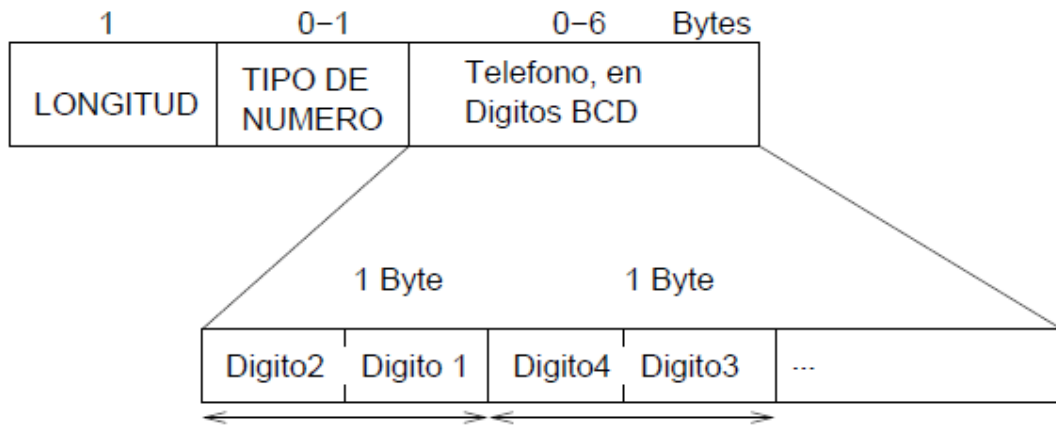 1 0-1 0-6 Bytes
LONGITUD
TIPO DE
NUMERO
Telefono, en
Digitos BCD
1 Byte 1 Byte
Digito2 Digito 1 Digito4 Digito3 ...